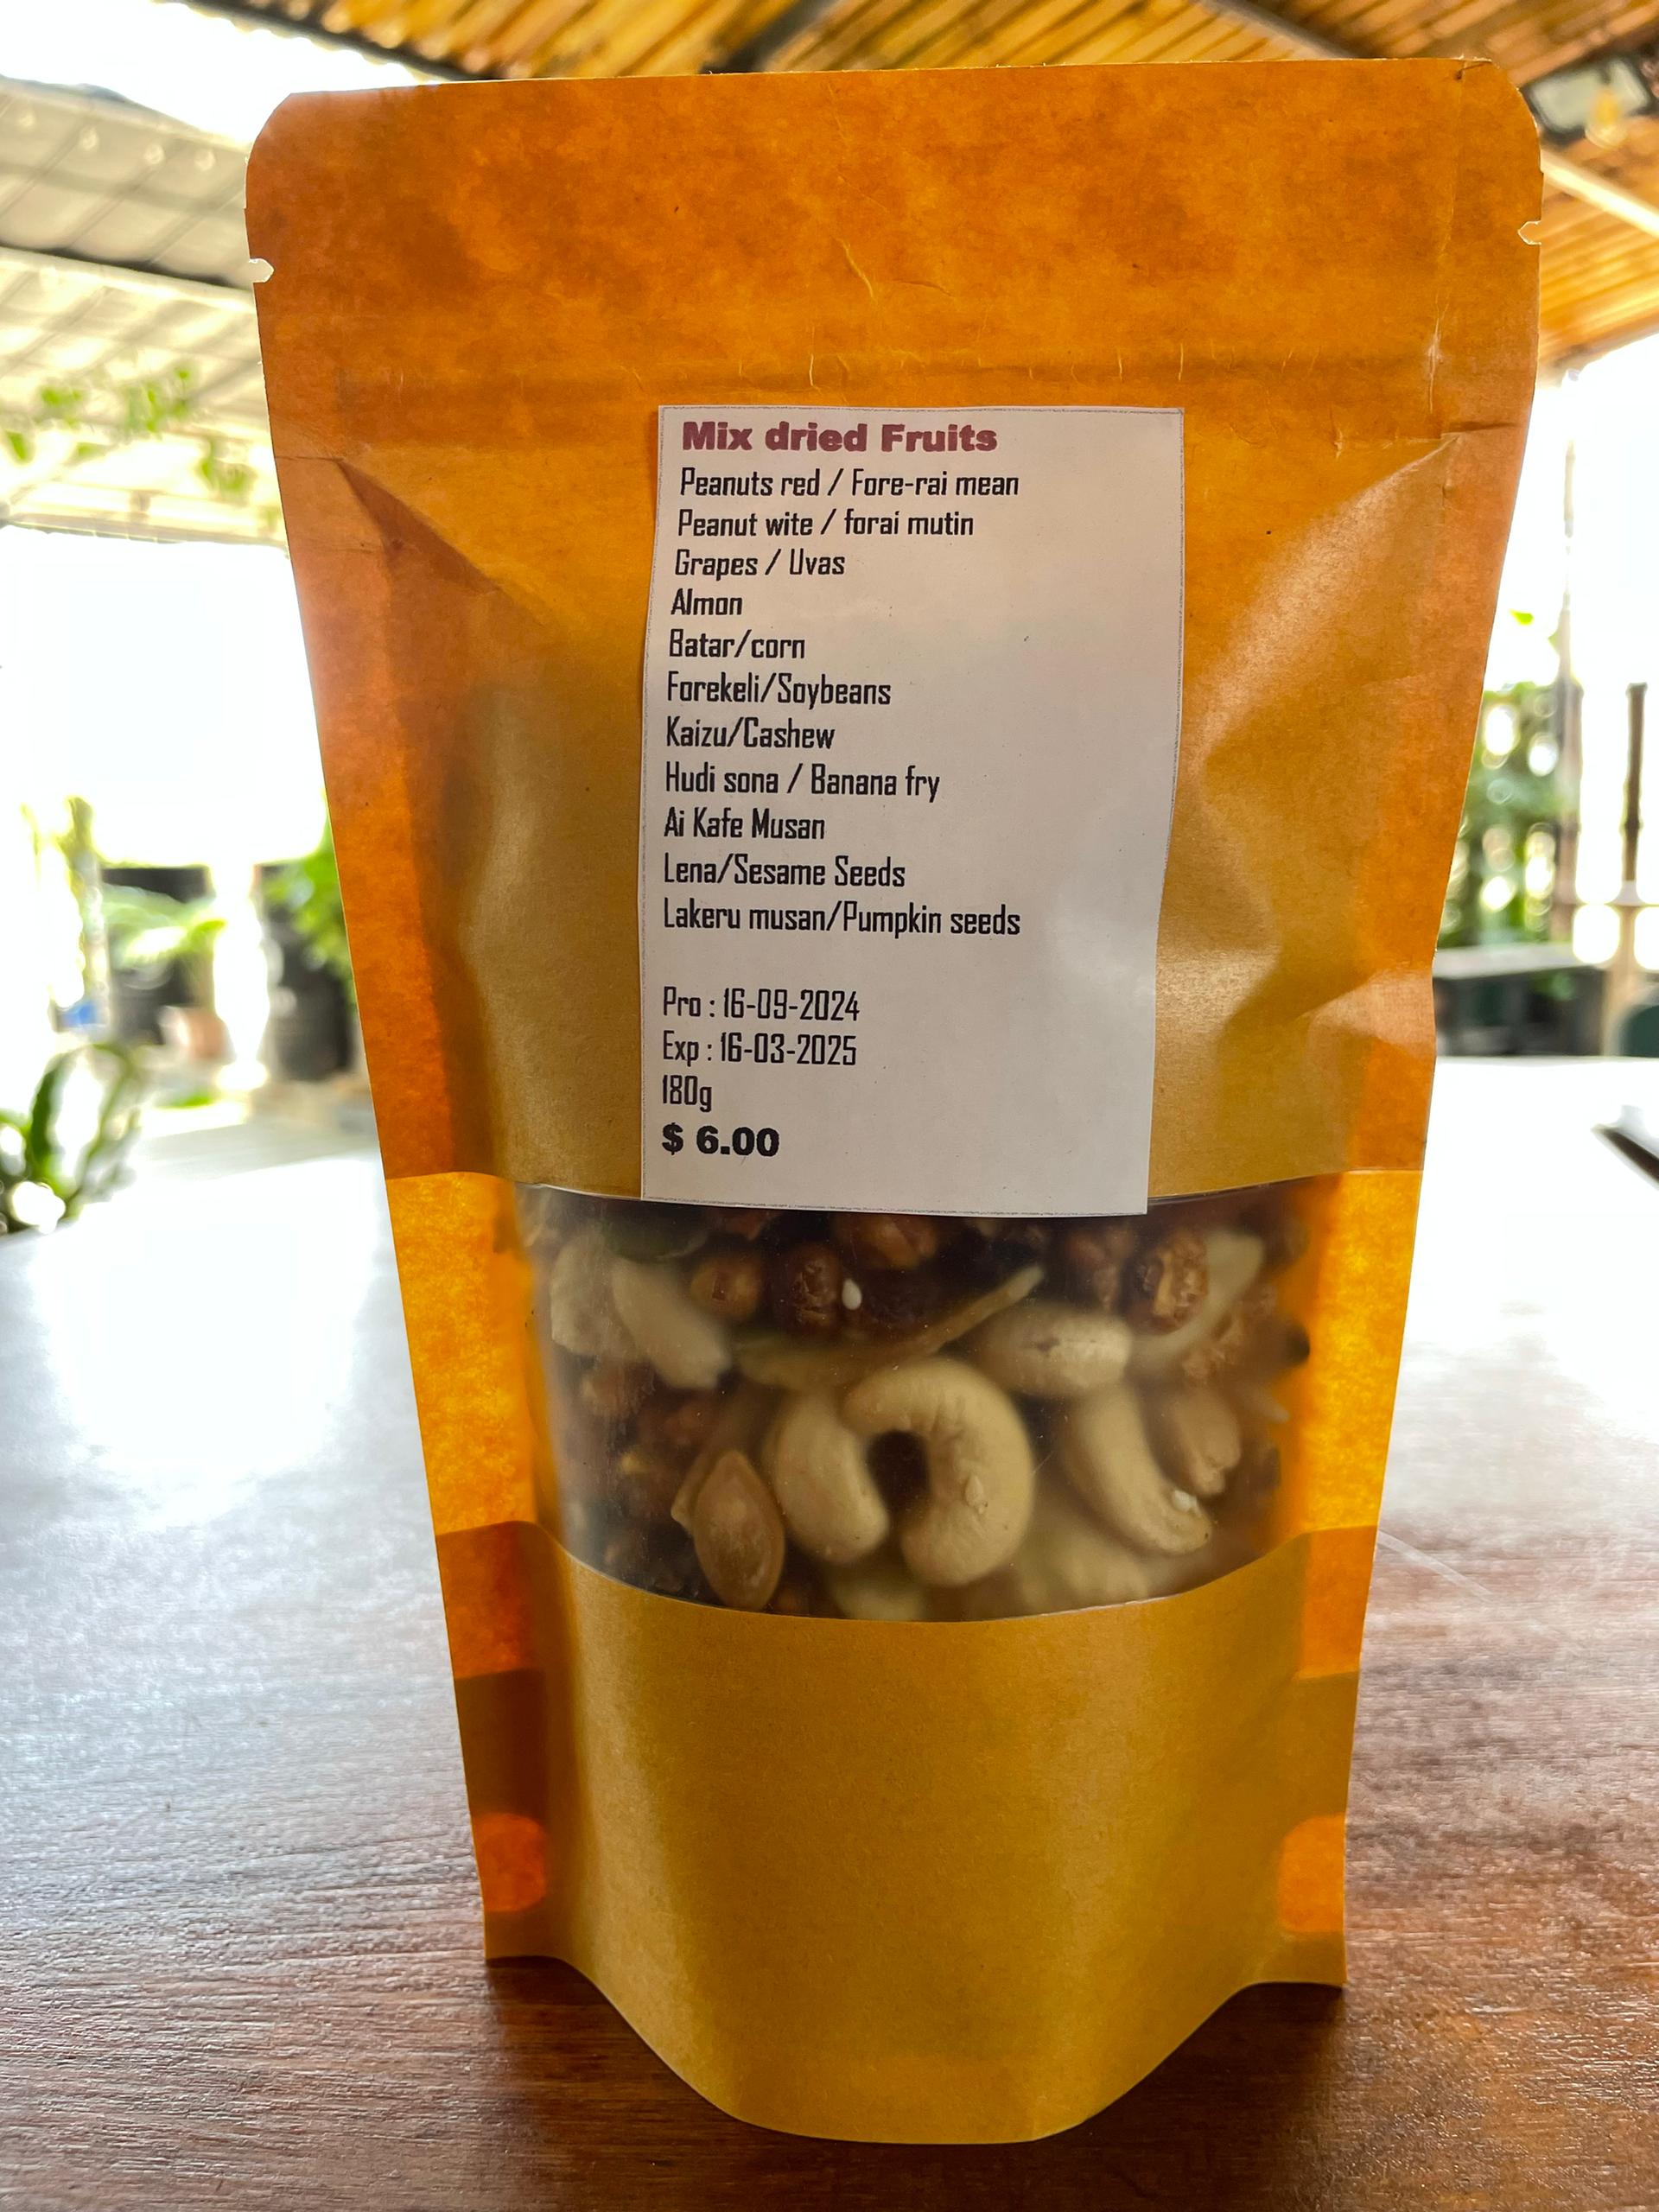 Mix dried Fruits
Peanuts red / Fore-rai mean
Peanut wite / forai mutin
Grapes / Uvas
Almon
Batar/corn
Forekeli/Soybeans
Kaizu/Cashew
Hudi sona / Banana fry
Ai Kafe Musan
Lena/Sesame Seeds
Lakeru musan/Pumpkin seeds
Pro : 16-09-2024
Exp : 16-03-2025
180g
$ 6.00